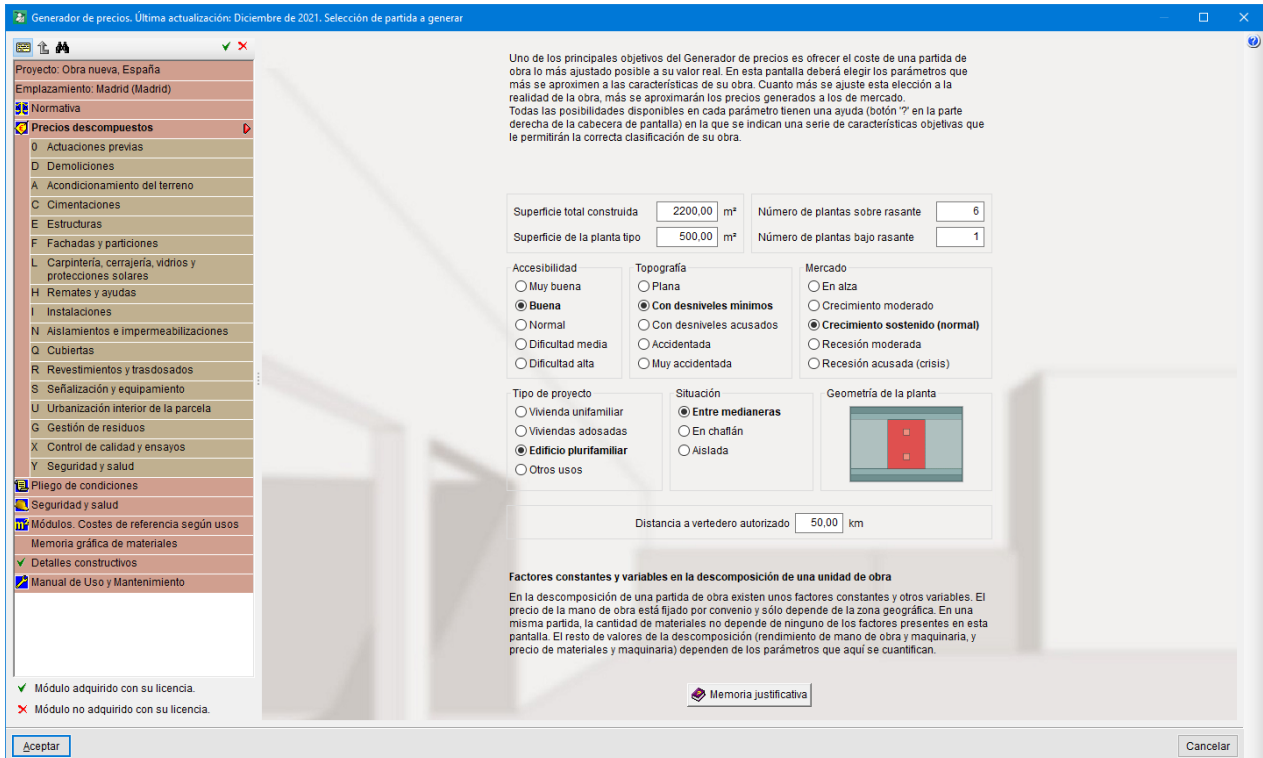 Generador de precios. Última actualización: Diciembre de 2021. Selección de partida a generar
Proyecto: Obra nueva, España
Emplazamiento: Madrid (Madrid)
Normativa
Precios descompuestos
0 Actuaciones previas
D Demoliciones
A Acondicionamiento del terreno
C Cimentaciones
E Estructuras
F Fachadas y particiones
L Carpintería, cerrajería, vidrios y
protecciones solares
H Remates y ayudas
I Instalaciones
N Aislamientos e impermeabilizaciones
Q Cubiertas
R Revestimientos y trasdosados
S Señalización y equipamiento
U Urbanización interior de la parcela
G Gestión de residuos
X Control de calidad y ensayos
Y Seguridad y salud
Pliego de condiciones
Seguridad y salud
m² Módulos. Costes de referencia según usos
Memoria gráfica de materiales
Detalles constructivos
Manual de Uso y Mantenimiento
Módulo adquirido con su licencia.
Módulo no adquirido con su licencia.
Uno de los principales objetivos del Generador de precios es ofrecer el coste de una partida de
obra lo más ajustado posible a su valor real. En esta pantalla deberá elegir los parámetros que
más se aproximen a las características de su obra. Cuanto más se ajuste esta elección a la
realidad de la obra, más se aproximarán los precios generados a los de mercado.
Todas las posibilidades disponibles en cada parámetro tienen una ayuda (botón '?' en la parte
derecha de la cabecera de pantalla) en la que se indican una serie de características objetivas que
le permitirán la correcta clasificación de su obra.
Superficie total construida 2200,00 m² Número de plantas sobre rasante 6
Superficie de la planta tipo 500,00 m² Número de plantas bajo rasante 1
Accesibilidad
Muy buena
Buena
Normal
Dificultad media
Dificultad alta
Topografía
Plana
Con desniveles mínimos
Con desniveles acusados
Accidentada
Muy accidentada
Mercado
En alza
Crecimiento moderado
Crecimiento sostenido (normal)
Recesión moderada
Recesión acusada (crisis)
Tipo de proyecto
Vivienda unifamiliar
Viviendas adosadas
Edificio plurifamiliar
Otros usos
Situación
Entre medianeras
En chaflán
Aislada
Geometría de la planta
Distancia a vertedero autorizado 50,00 km
Factores constantes y variables en la descomposición de una unidad de obra
En la descomposición de una partida de obra existen unos factores constantes y otros variables. El
precio de la mano de obra está fijado por convenio y sólo depende de la zona geográfica. En una
misma partida, la cantidad de materiales no depende de ninguno de los factores presentes en esta
pantalla. El resto de valores de la descomposición (rendimiento de mano de obra y maquinaria, y
precio de materiales y maquinaria) dependen de los parámetros que aquí se cuantifican.
Memoria justificativa
Aceptar
Cancelar